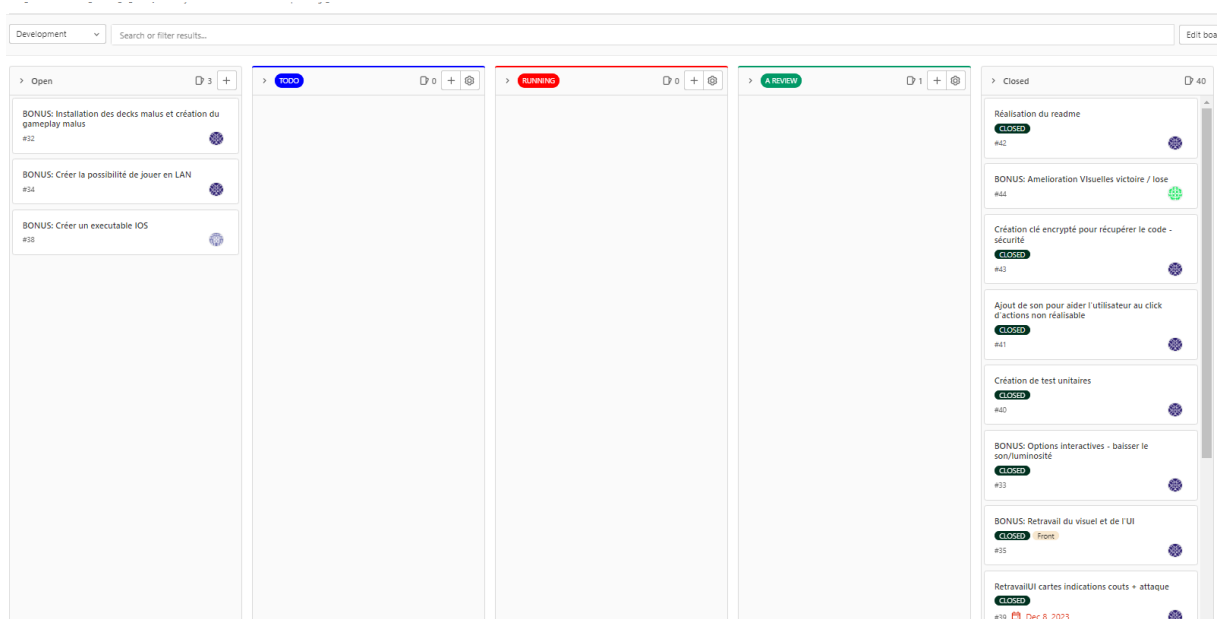 Development
Search or filter results...
Edit boa
Open
3
TODO
0
RUNNING
0
A REVIEW
1
Closed
40
BONUS: Installation des decks malus et création du
gameplay malus
#32
BONUS: Créer la possibilité de jouer en LAN
#34
BONUS: Créer un executable IOS
#38
Réalisation du readme
CLOSED
#42
BONUS: Amelioration VIsuelles victoire / lose
#44
Création clé encrypté pour récupérer le code -
sécurité
CLOSED
#43
Ajout de son pour aider l'utilisateur au click
d'actions non réalisable
CLOSED
#41
Création de test unitaires
CLOSED
#40
BONUS: Options interactives - baisser le
son/luminosité
CLOSED
#33
BONUS: Retravail du visuel et de l'UI
CLOSED Front
#35
RetravailUI cartes indications couts + attaque
CLOSED
#39 Dec 8, 2023